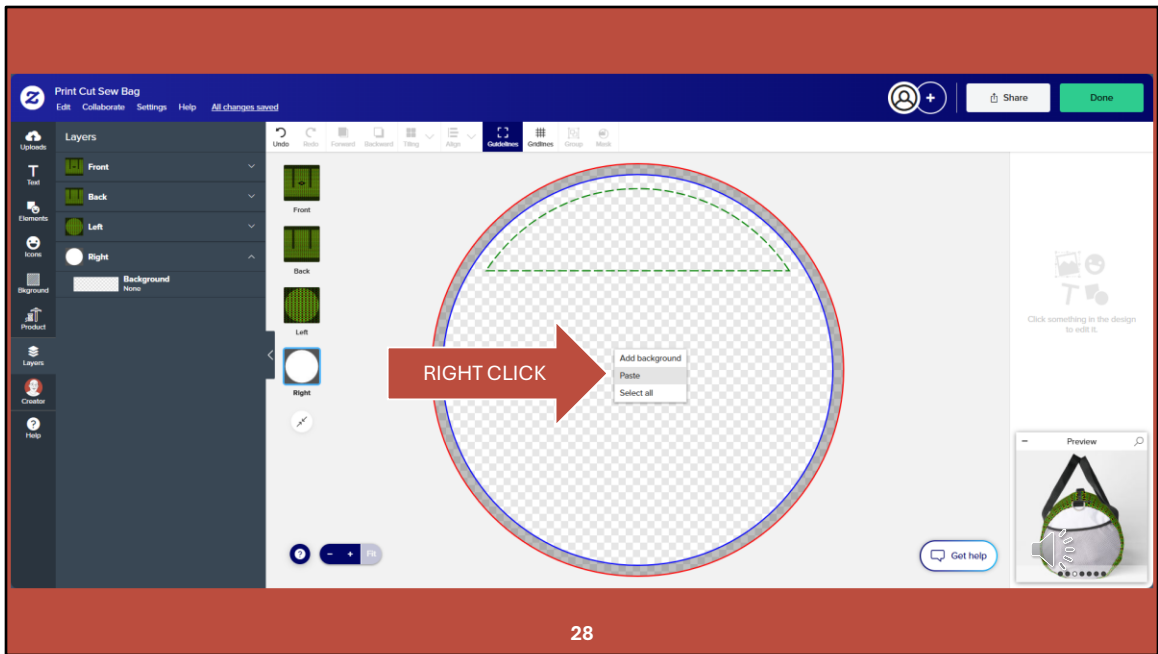 Print Cut Sew Bag
Edit Collaborate Settings Help All changes saved
Share
Done
Uploads
Text
Elements
Icons
Bkground
Product
Layers
Creator
Help
Layers
Front
Back
Left
Right
Background
None
Undo Redo Forward Backward Tiling Align Guidelines Gridlines Group Mask
Front
Back
Left
Right
RIGHT CLICK
Add background
Paste
Select all
Click something in the design
to edit it.
Preview
? - + Fit
Get help
28